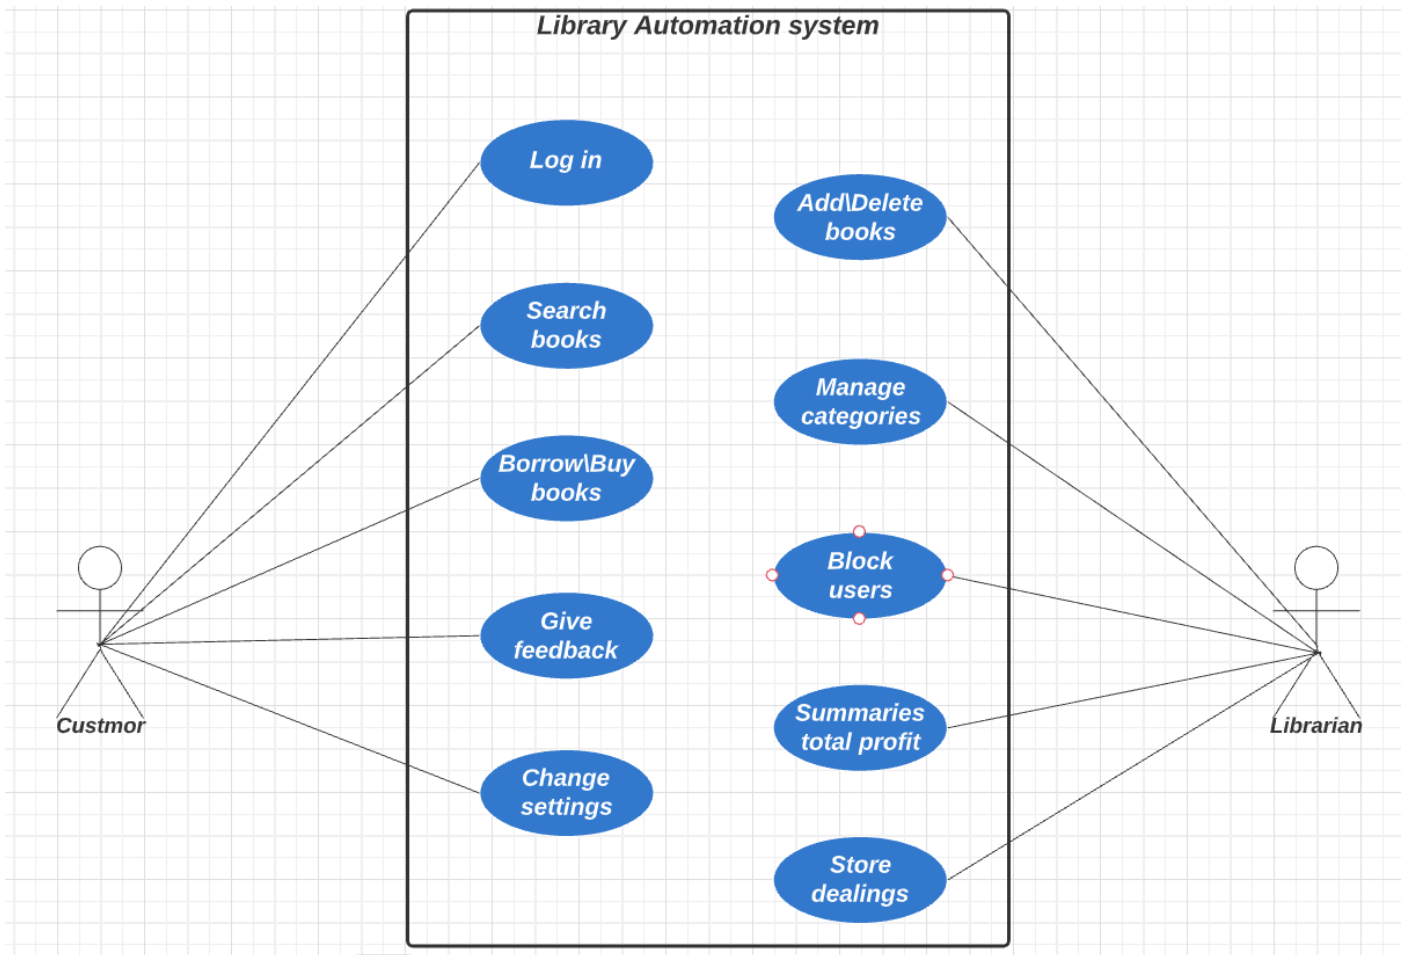 Library Automation system
Log in
Search
books
Borrow\Buy
books
Give
feedback
Change
settings
Add\Delete
books
Manage
categories
Block
users
Summaries
total profit
Store
dealings
Custmor
Librarian